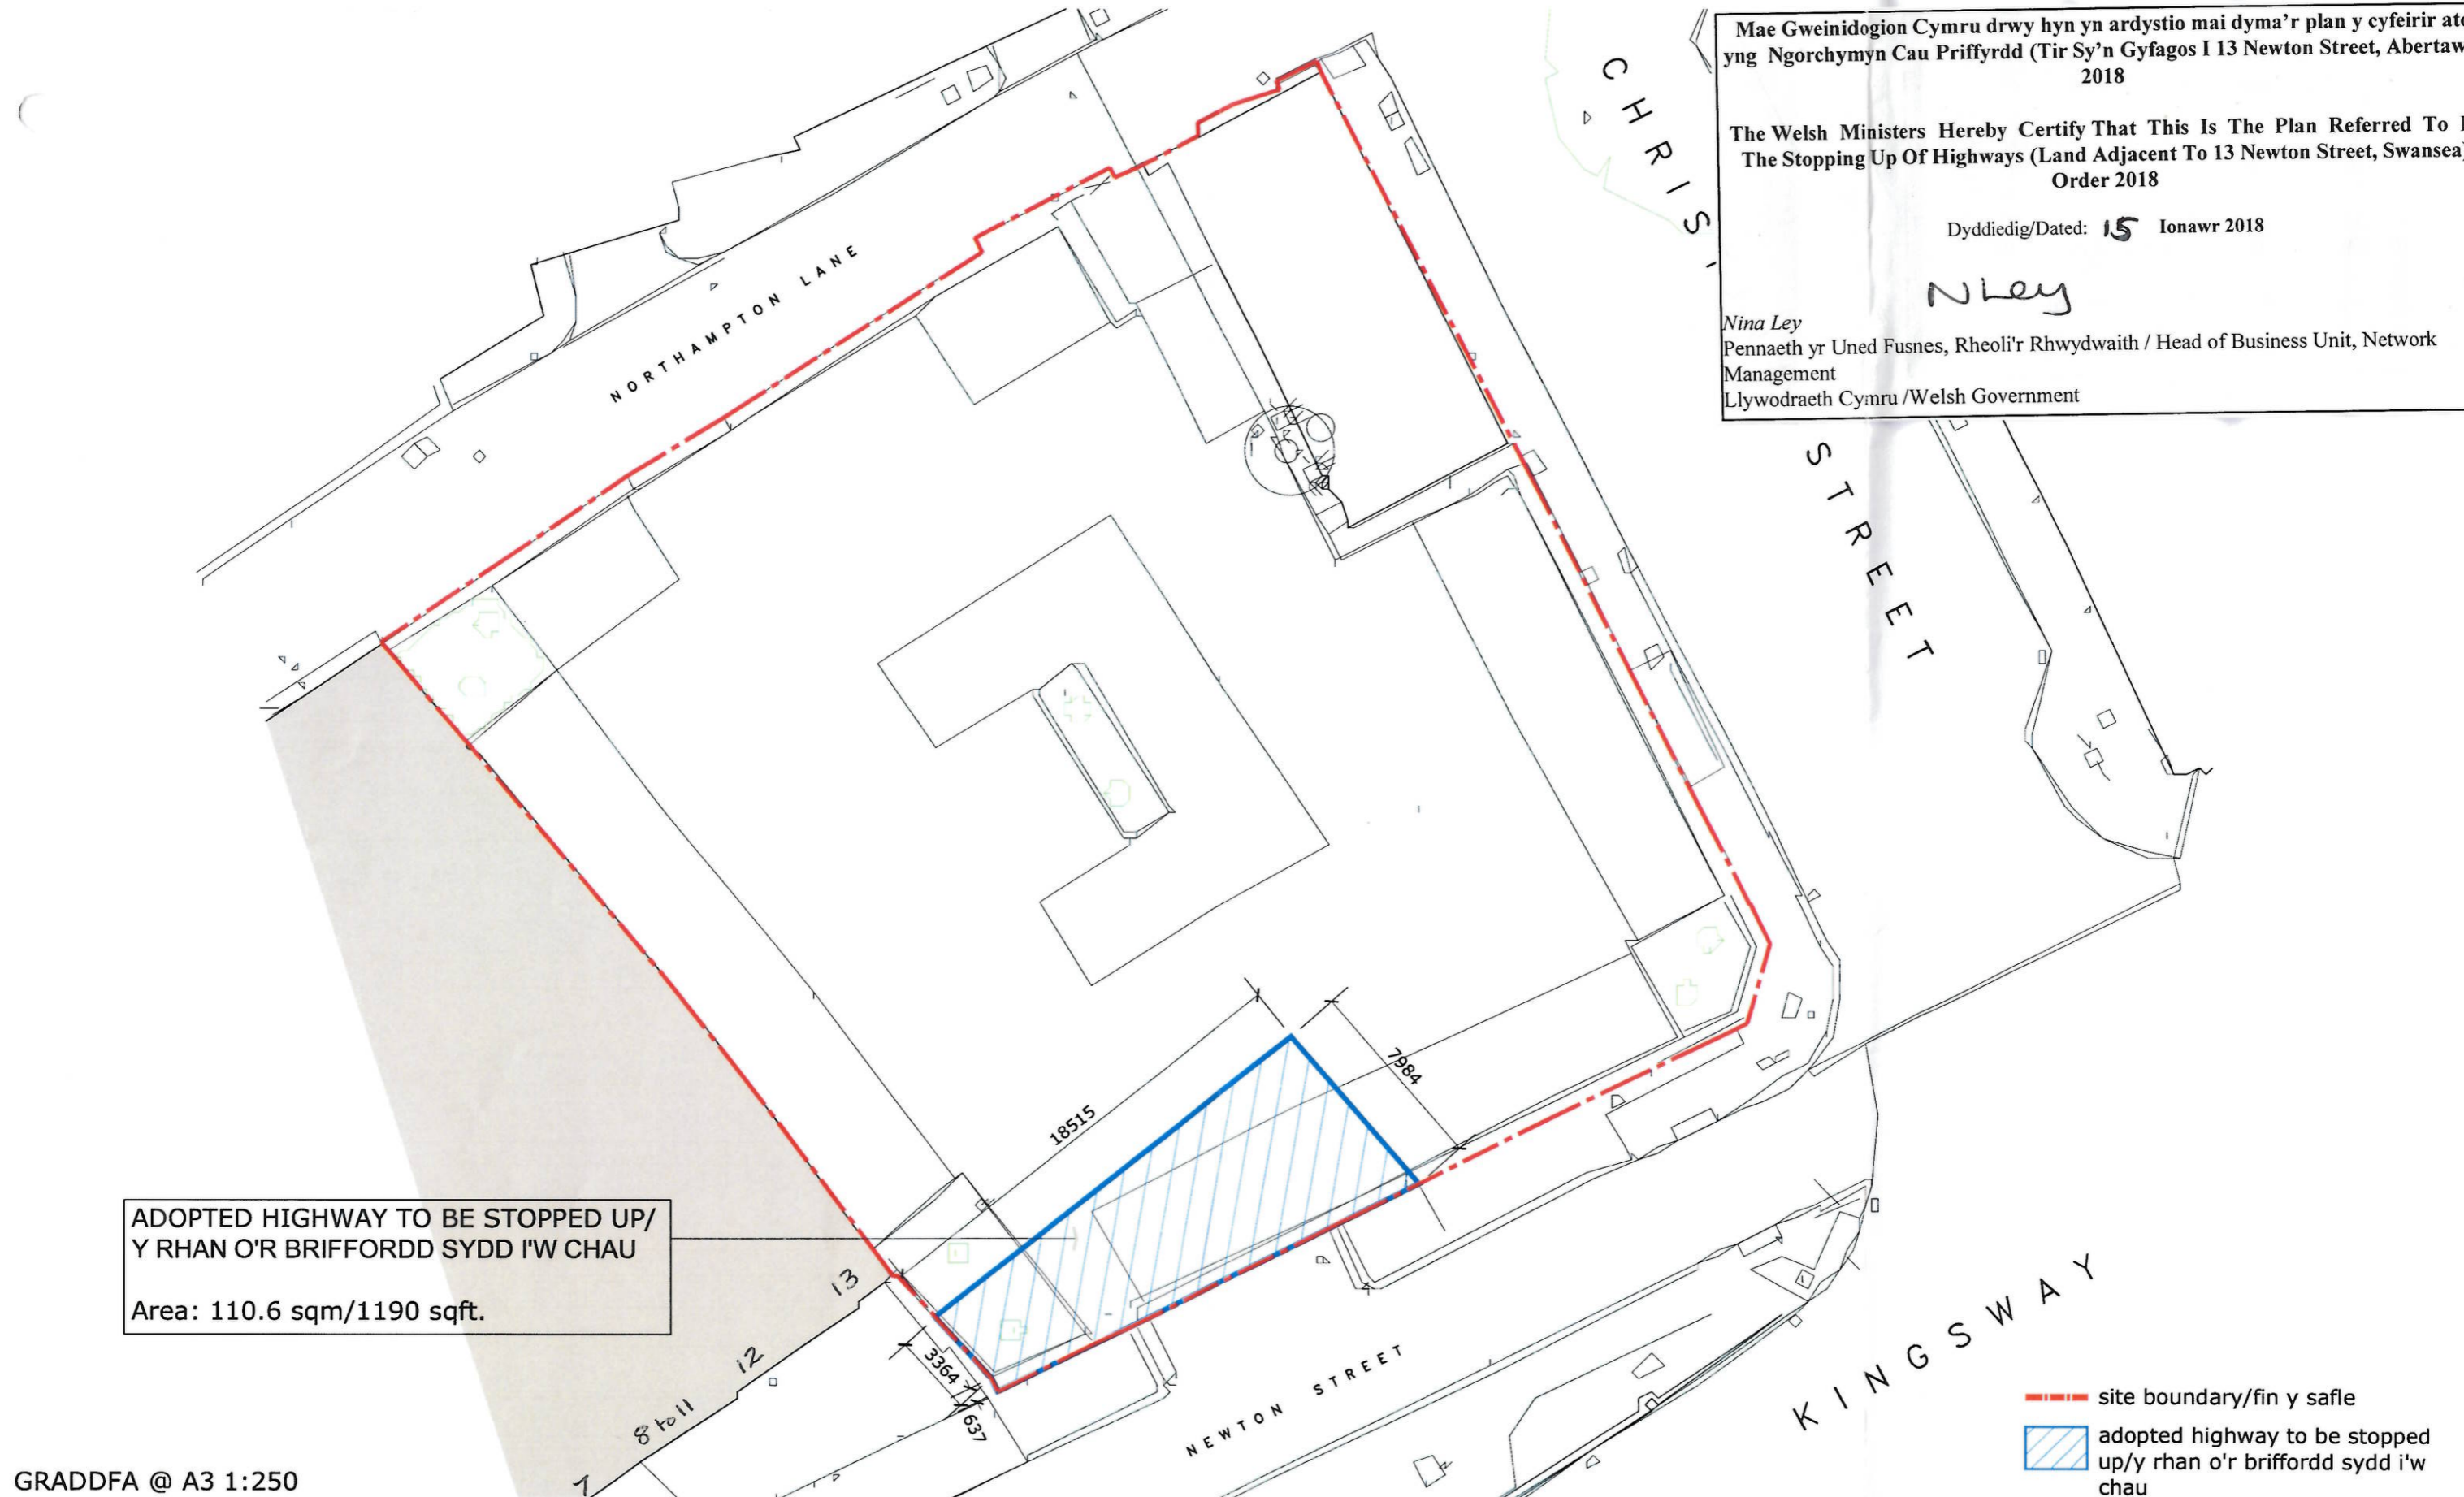 Mae Gweinidogion Cymru drwy hyn yn ardystio mai dyma'r plan y cyfeirir
yng Ngorchymyn Cau Priffyrdd (Tir Sy'n Gyfagos I 13 Newton Street,
2018
The Welsh Ministers Hereby Certify That This Is The Plan Referred To
The Stopping Up Of Highways (Land Adjacent To 13 Newton Street, Swansea)
Order 2018
Dyddiedig/Dated: 15 Ionawr 2018
NLey
Nina Ley
Pennaeth yr Uned Fusnes, Rheoli'r Rhwydwaith / Head of Business Unit, Network
Management
Llywodraeth Cymru /Welsh Government
STREET
NORTHAMPTON LANE
7984
18515
ADOPTED HIGHWAY TO BE STOPPED UP/
Y RHAN O'R BRIFFORDD SYDD I'W CHAU
Area: 110.6 sqm/1190 sqft.
13
12
8 to 11
7
3364
637
NEWTON STREET
KINGSWAY
site boundary/fin y safle
adopted highway to be stopped
up/y rhan o'r briffordd sydd i'w
chau
GRADDFA @ A3 1:250